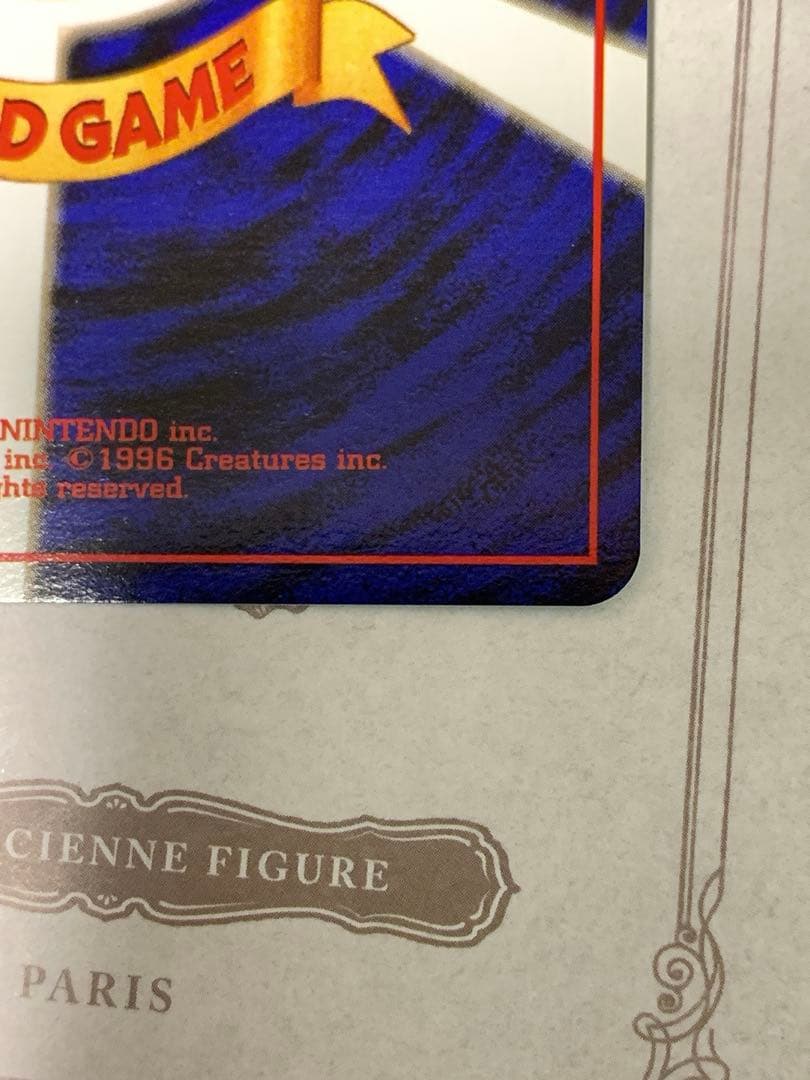 D GAME
NINTENDO inc.
inc. ©1996 Creatures inc.
hts reserved.
CIENNE FIGURE
PARIS